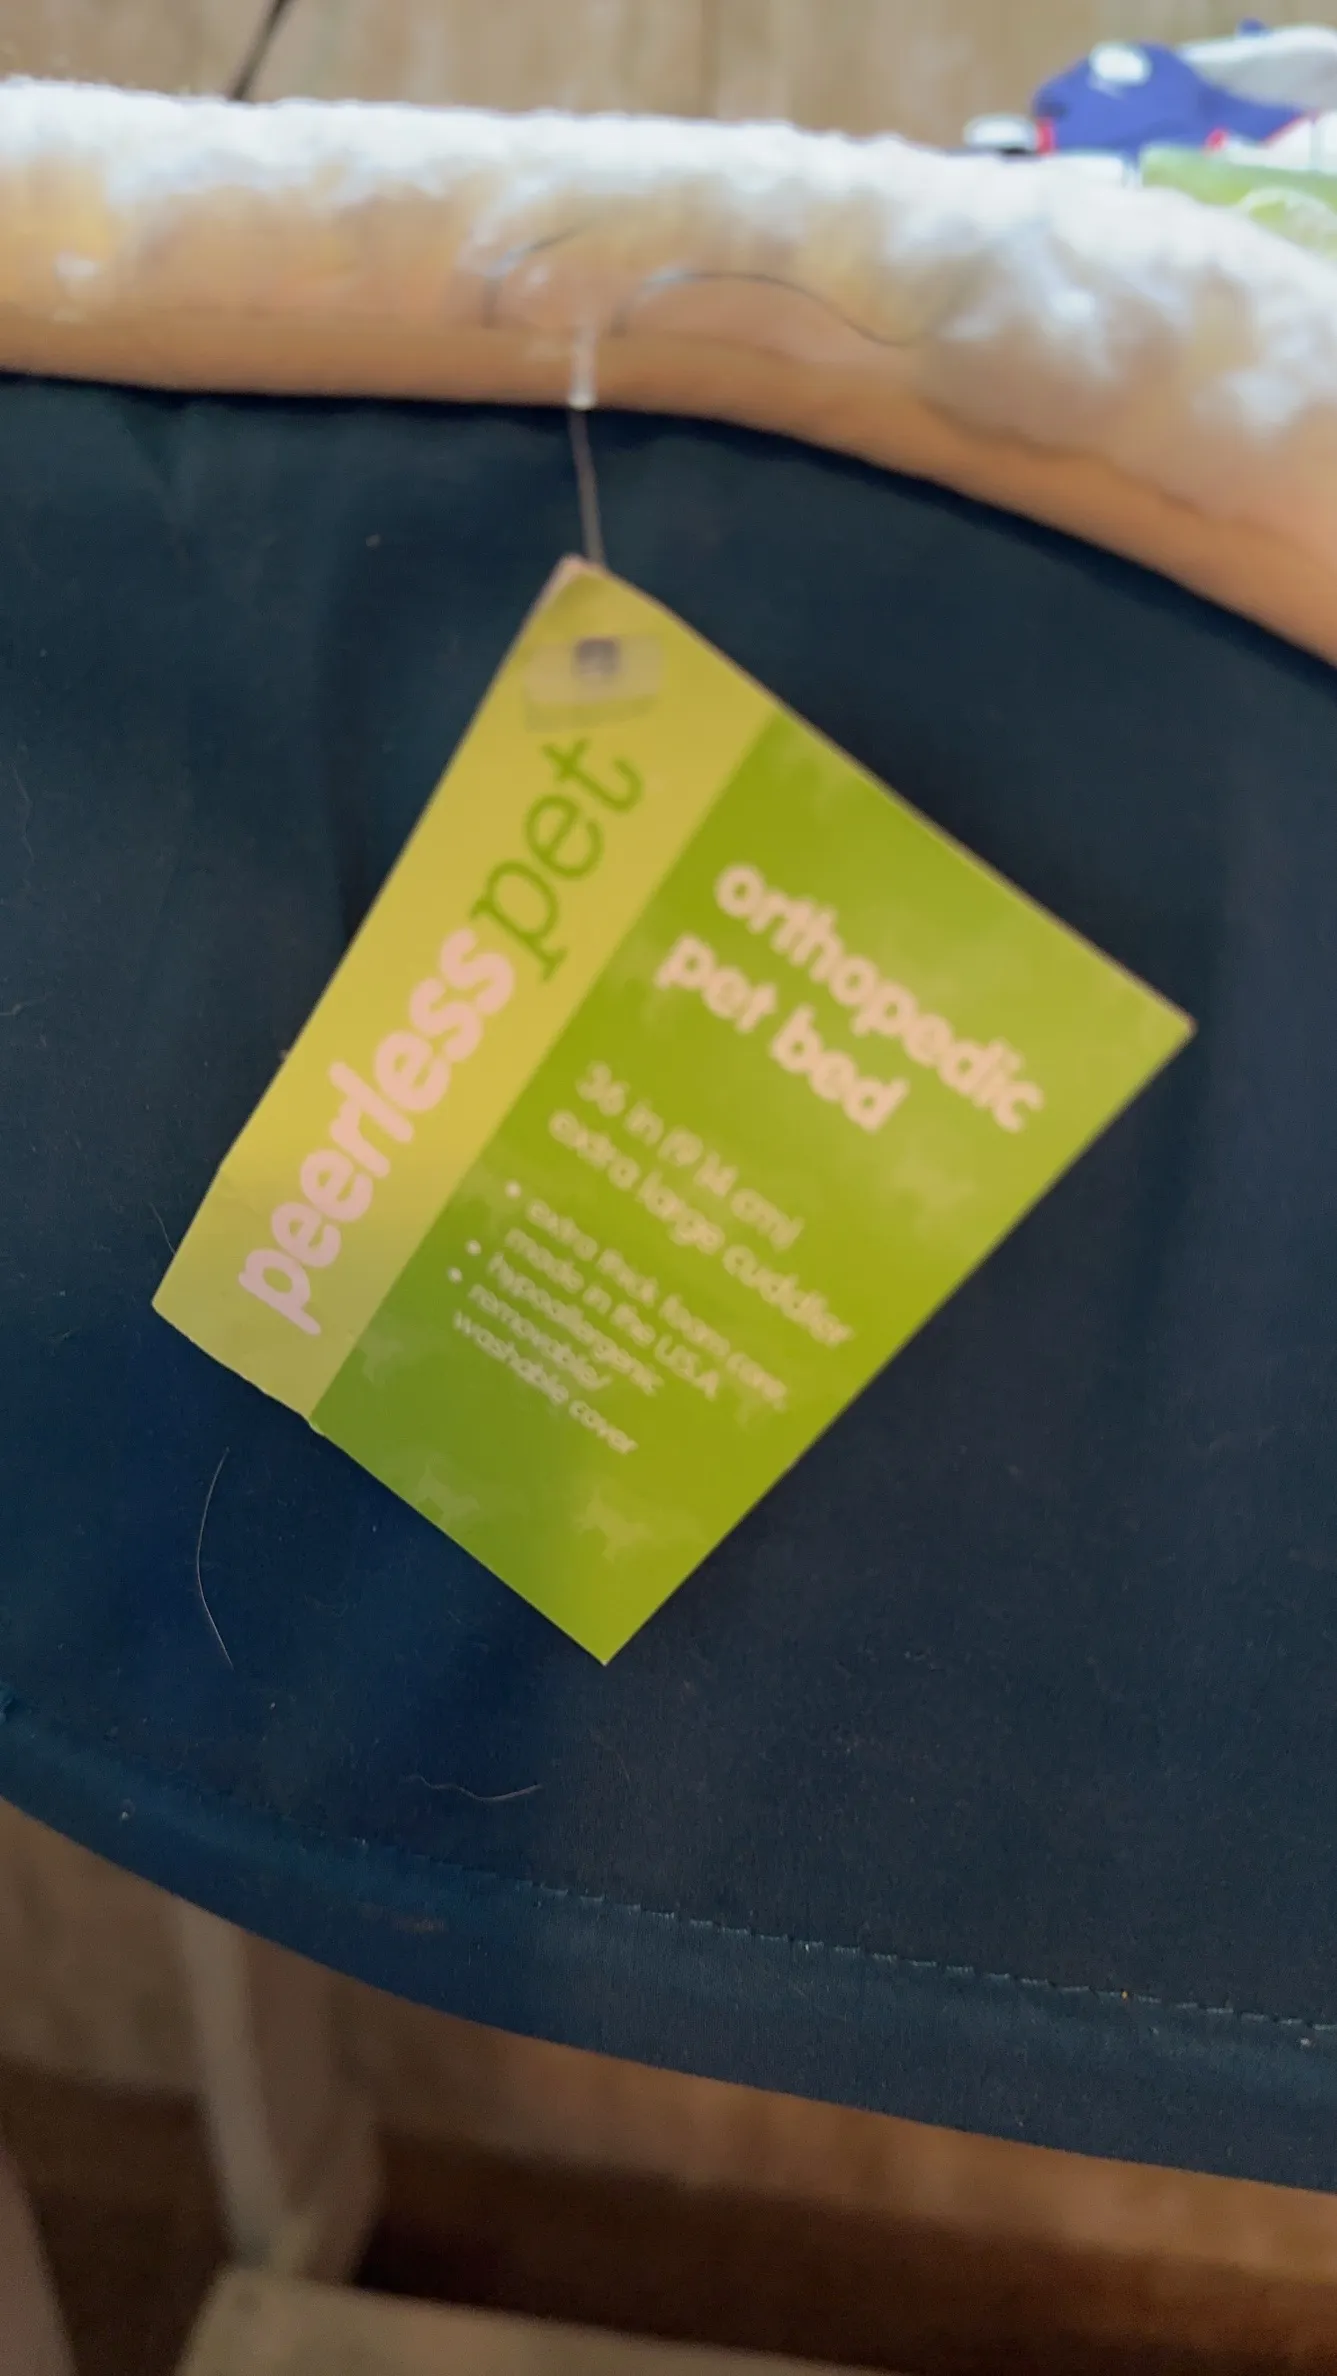 peerlesspet
orthopedic
pet bed
36 in (91.4 cm)
extra large cuddler
• extra thick foam core,
made in the USA
• hypoallergenic
• removable/
washable cover